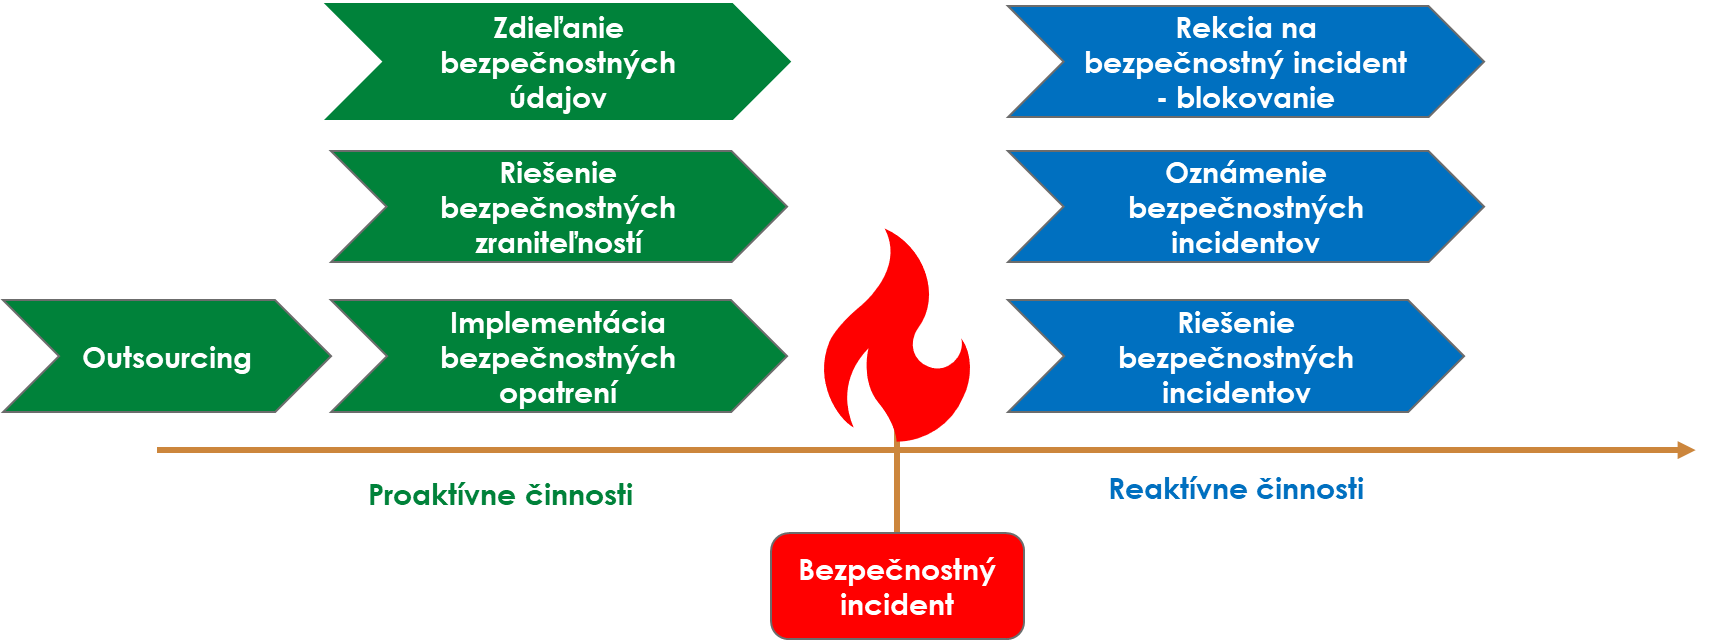 Zdieľanie
bezpečnostných
údajov
Rekcia na
bezpečnostný incident
- blokovanie
Riešenie
bezpečnostných
zraniteľností
Oznámenie
bezpečnostných
incidentov
Outsourcing
Implementácia
bezpečnostných
opatrení
Riešenie
bezpečnostných
incidentov
Proaktívne činnosti
Reaktívne činnosti
Bezpečnostný
incident